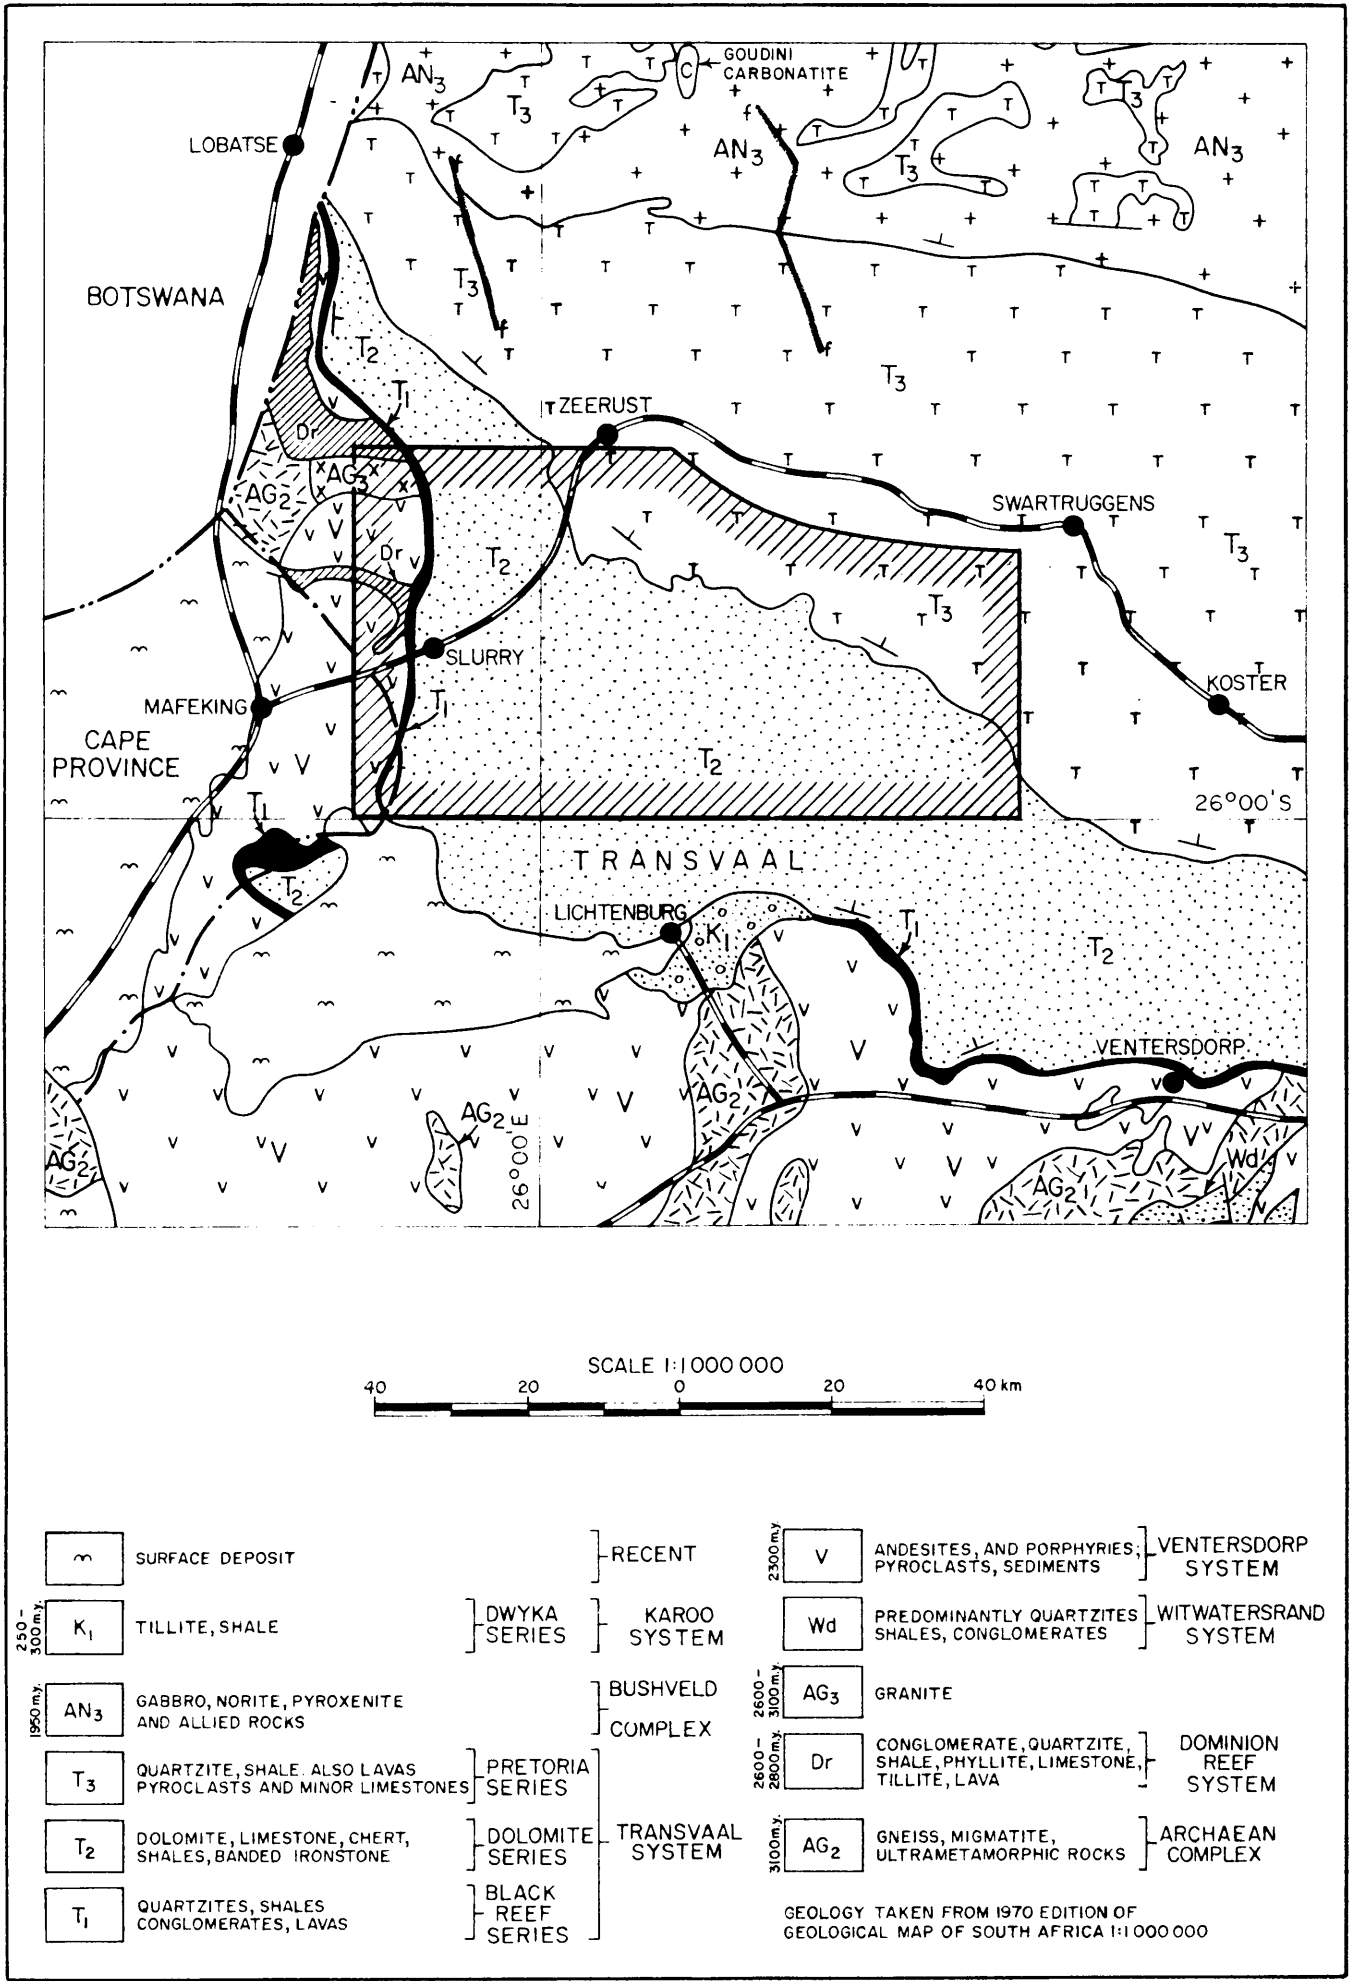 GOUDINI
CARBONATITE
C
AN3
T3
T3
AN3
AN3
T3
LOBATSE
f
f
T3
BOTSWANA
T2
f
f
T3
T1
ZEERUST
Dr
AG3
AG2
SWARTRUGGENS
Dr
T2
T3
T3
SLURRY
KOSTER
MAFEKING
T1
CAPE
PROVINCE
V
T2
26°00'S
T1
TRANSVAAL
T2
LICHTENBURG
K1
T1
T2
V
VENTERSDORP
AG2
AG2
V
V
V
V
AG2
Wd
AG2
26°00'E
SCALE 1:1 000 000
40 20 0 20 40 km
SURFACE DEPOSIT
RECENT
250-
300m.y.
K1
TILLITE, SHALE
DWYKA
SERIES
KAROO
SYSTEM
1950m.y.
AN3
GABBRO, NORITE, PYROXENITE
AND ALLIED ROCKS
BUSHVELD
COMPLEX
T3
QUARTZITE, SHALE. ALSO LAVAS
PYROCLASTS AND MINOR LIMESTONES
PRETORIA
SERIES
T2
DOLOMITE, LIMESTONE, CHERT,
SHALES, BANDED IRONSTONE
DOLOMITE
SERIES
TRANSVAAL
SYSTEM
T1
QUARTZITES, SHALES
CONGLOMERATES, LAVAS
BLACK
REEF
SERIES
2300m.y.
V
ANDESITES, AND PORPHYRIES;
PYROCLASTS, SEDIMENTS
VENTERSDORP
SYSTEM
Wd
PREDOMINANTLY QUARTZITES
SHALES, CONGLOMERATES
WITWATERSRAND
SYSTEM
2600-
3100m.y.
AG3
GRANITE
2600-
2800m.y.
Dr
CONGLOMERATE, QUARTZITE,
SHALE, PHYLLITE, LIMESTONE,
TILLITE, LAVA
DOMINION
REEF
SYSTEM
3100m.y.
AG2
GNEISS, MIGMATITE,
ULTRAMETAMORPHIC ROCKS
ARCHAEAN
COMPLEX
GEOLOGY TAKEN FROM 1970 EDITION OF
GEOLOGICAL MAP OF SOUTH AFRICA 1:1 000 000